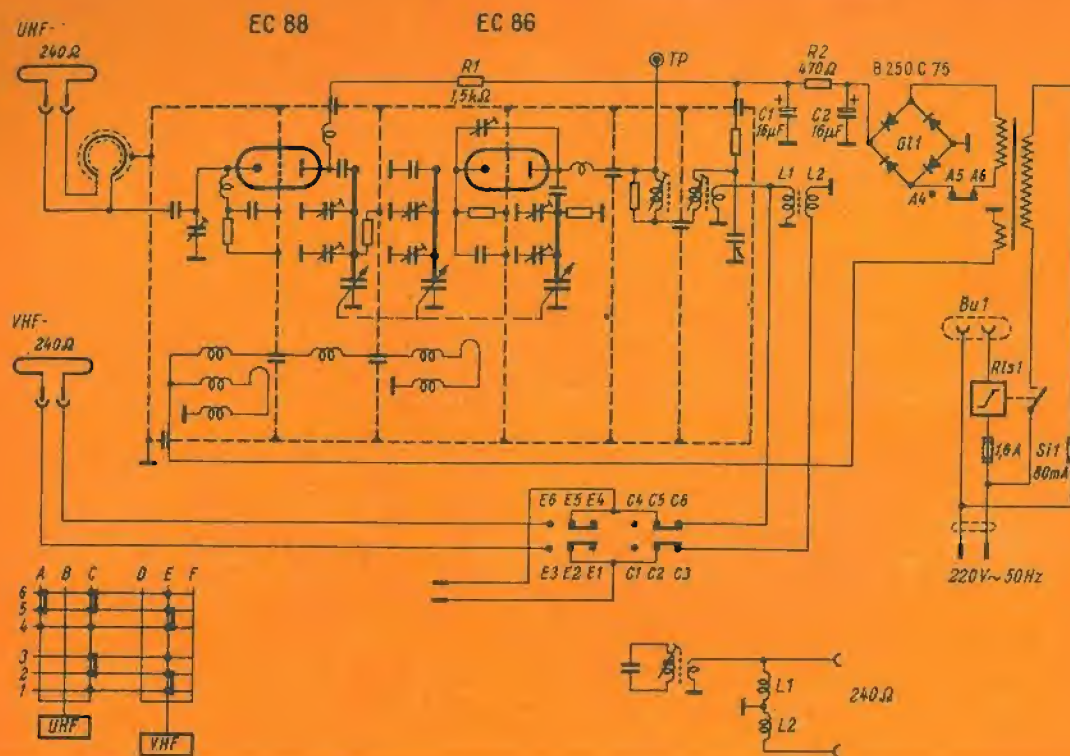 EC 88
EC 86
UHF-
240Ω
R1
1,5kΩ
TP
R2
470Ω
B 250 C 75
C1
16µF
C2
16µF
Gl1
A5 A6
A4*
L1 L2
VHF-
240Ω
Bu1
Rls1
1,6A
Si1
80mA
220V~50Hz
E6 E5 E4 C4 C5 C6
E3 E2 E1 C1 C2 C3
A B C D E F
6
5
4
3
2
1
UHF
VHF
L1
L2
240Ω